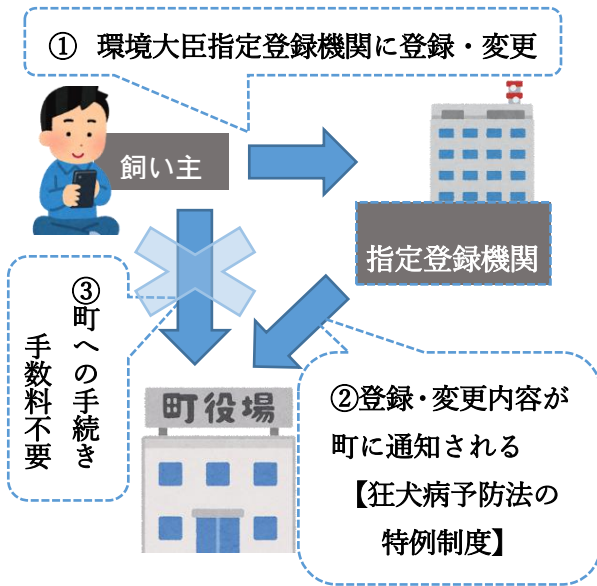 ① 環境大臣指定登録機関に登録・変更
飼い主
指定登録機関
③町への手続き
手数料不要
町役場
②登録・変更内容が
町に通知される
【狂犬病予防法の
特例制度】